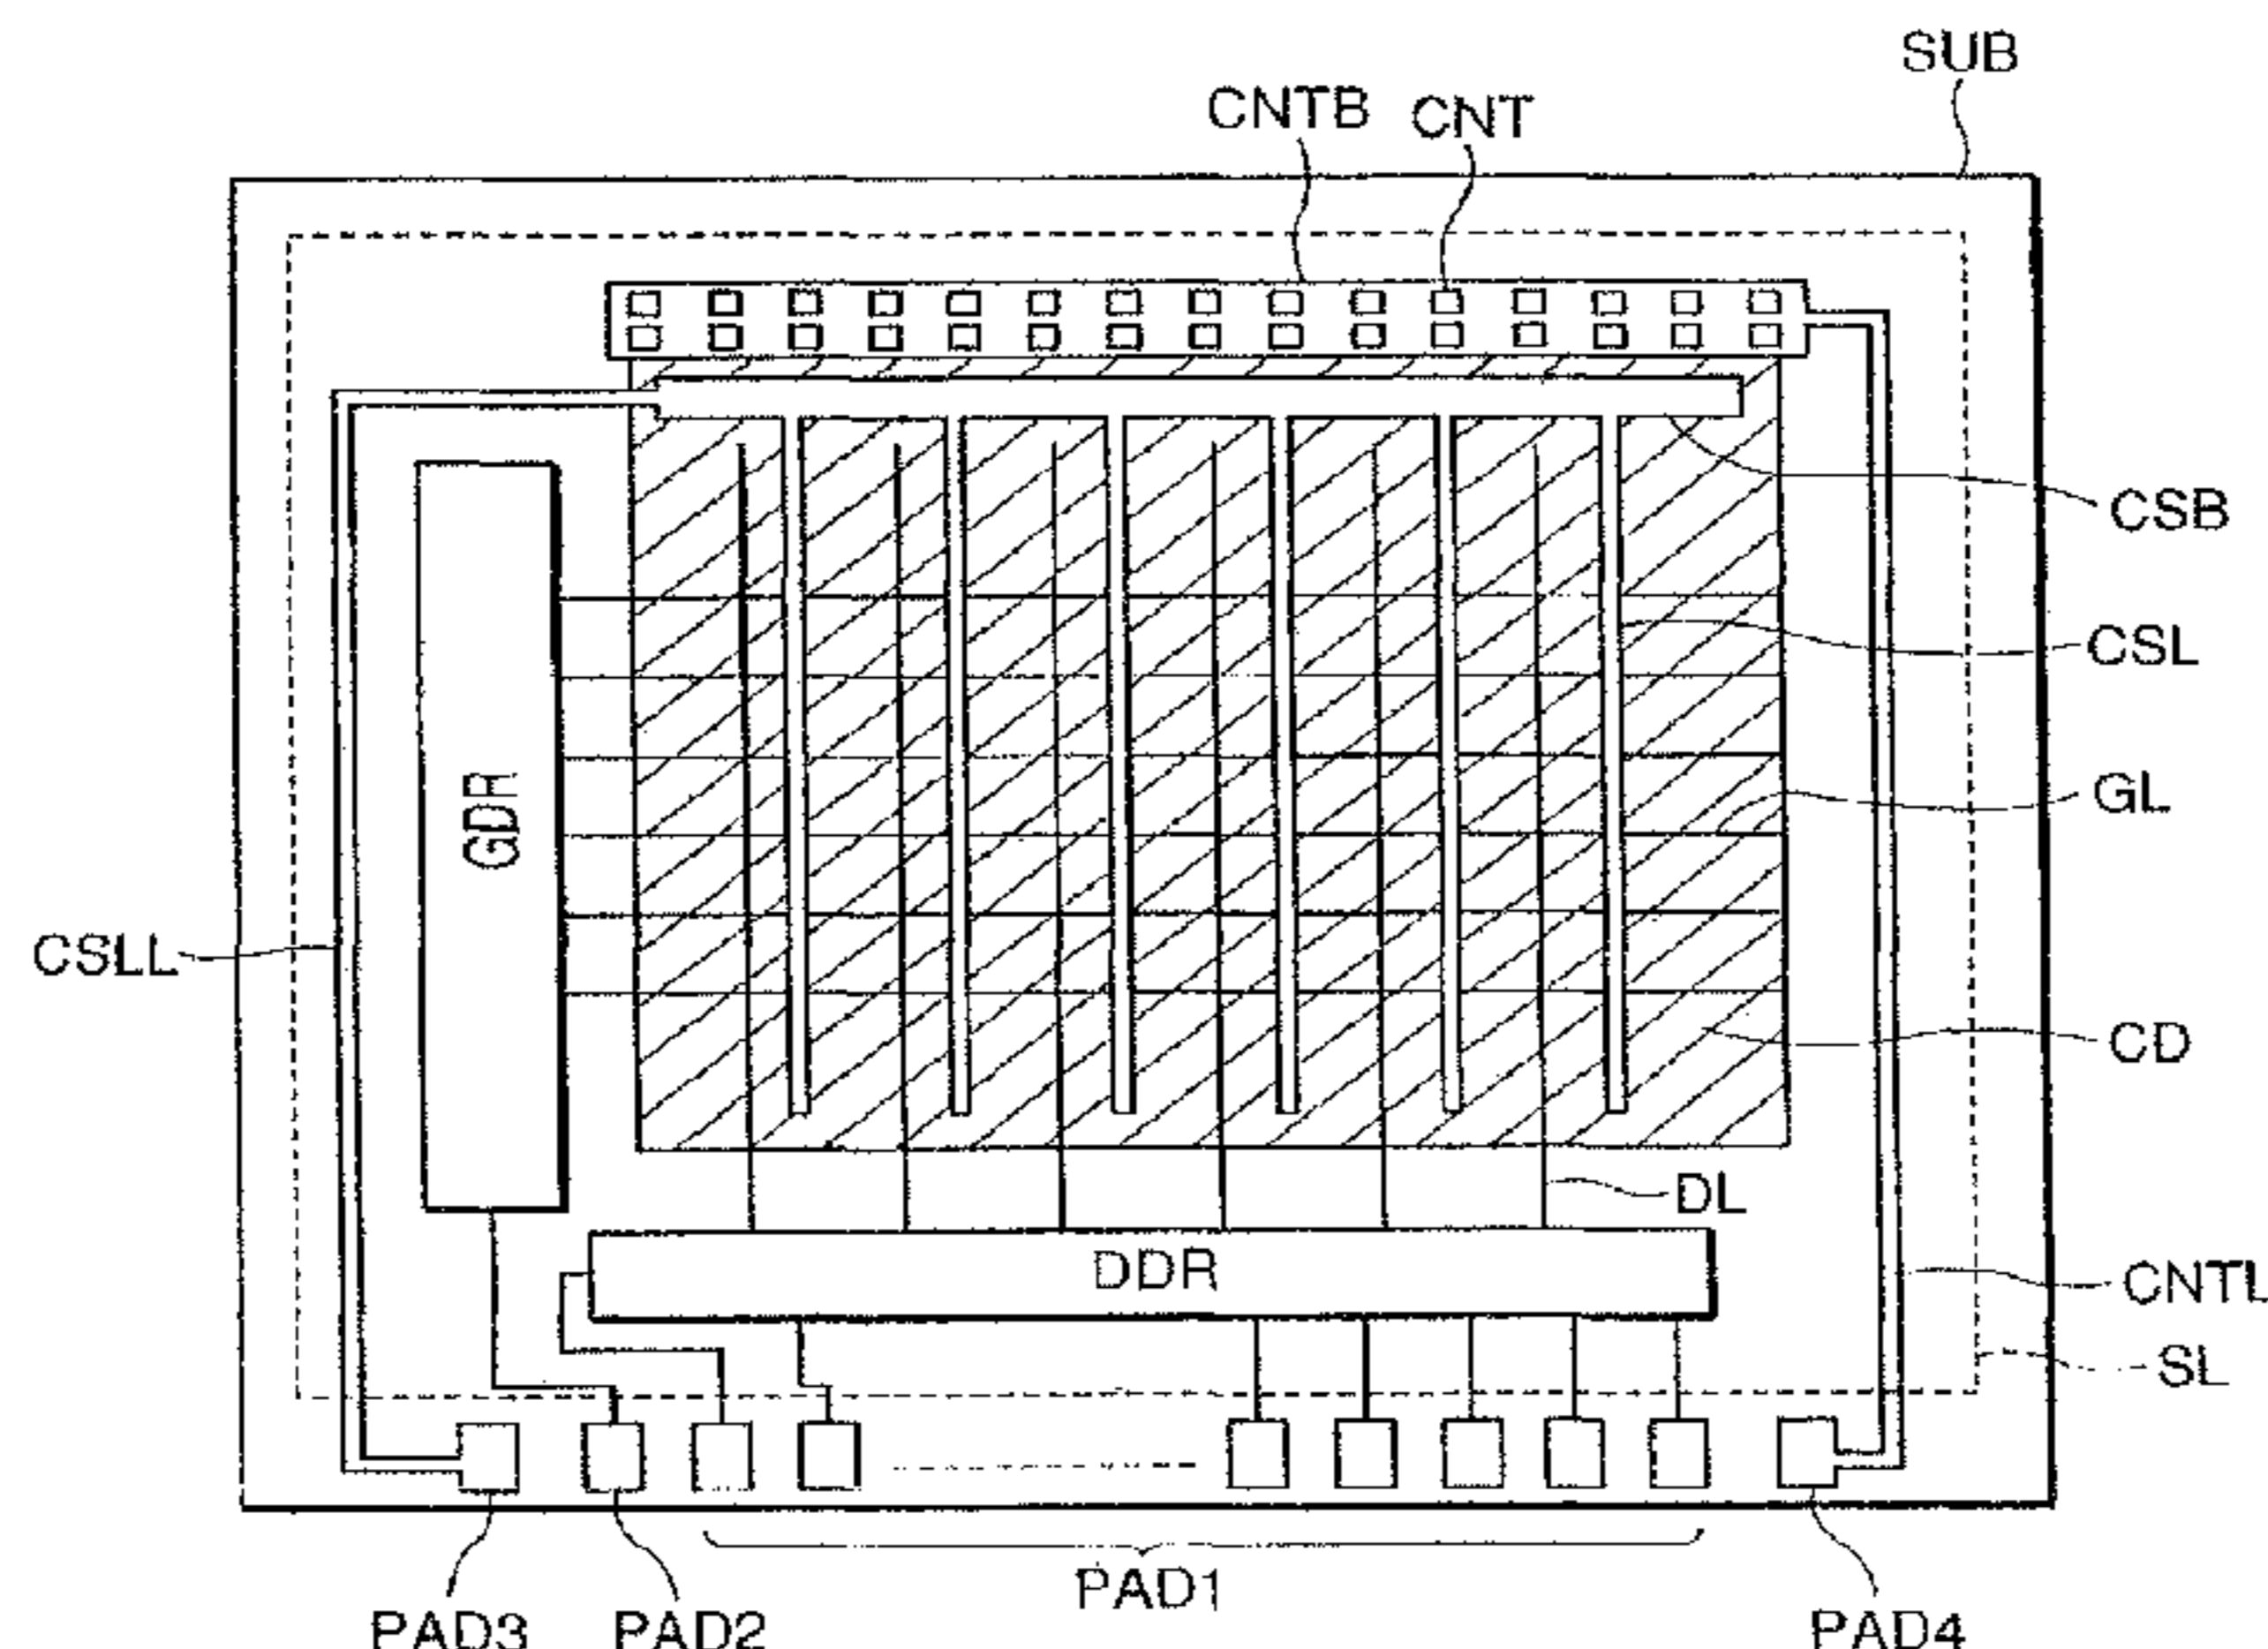 SUB
CNTB
CNT
CSB
CSL
GL
GDR
CSLL
CD
DL
DDR
CNTL
SL
PAD1
PAD3
PAD2
PAD4